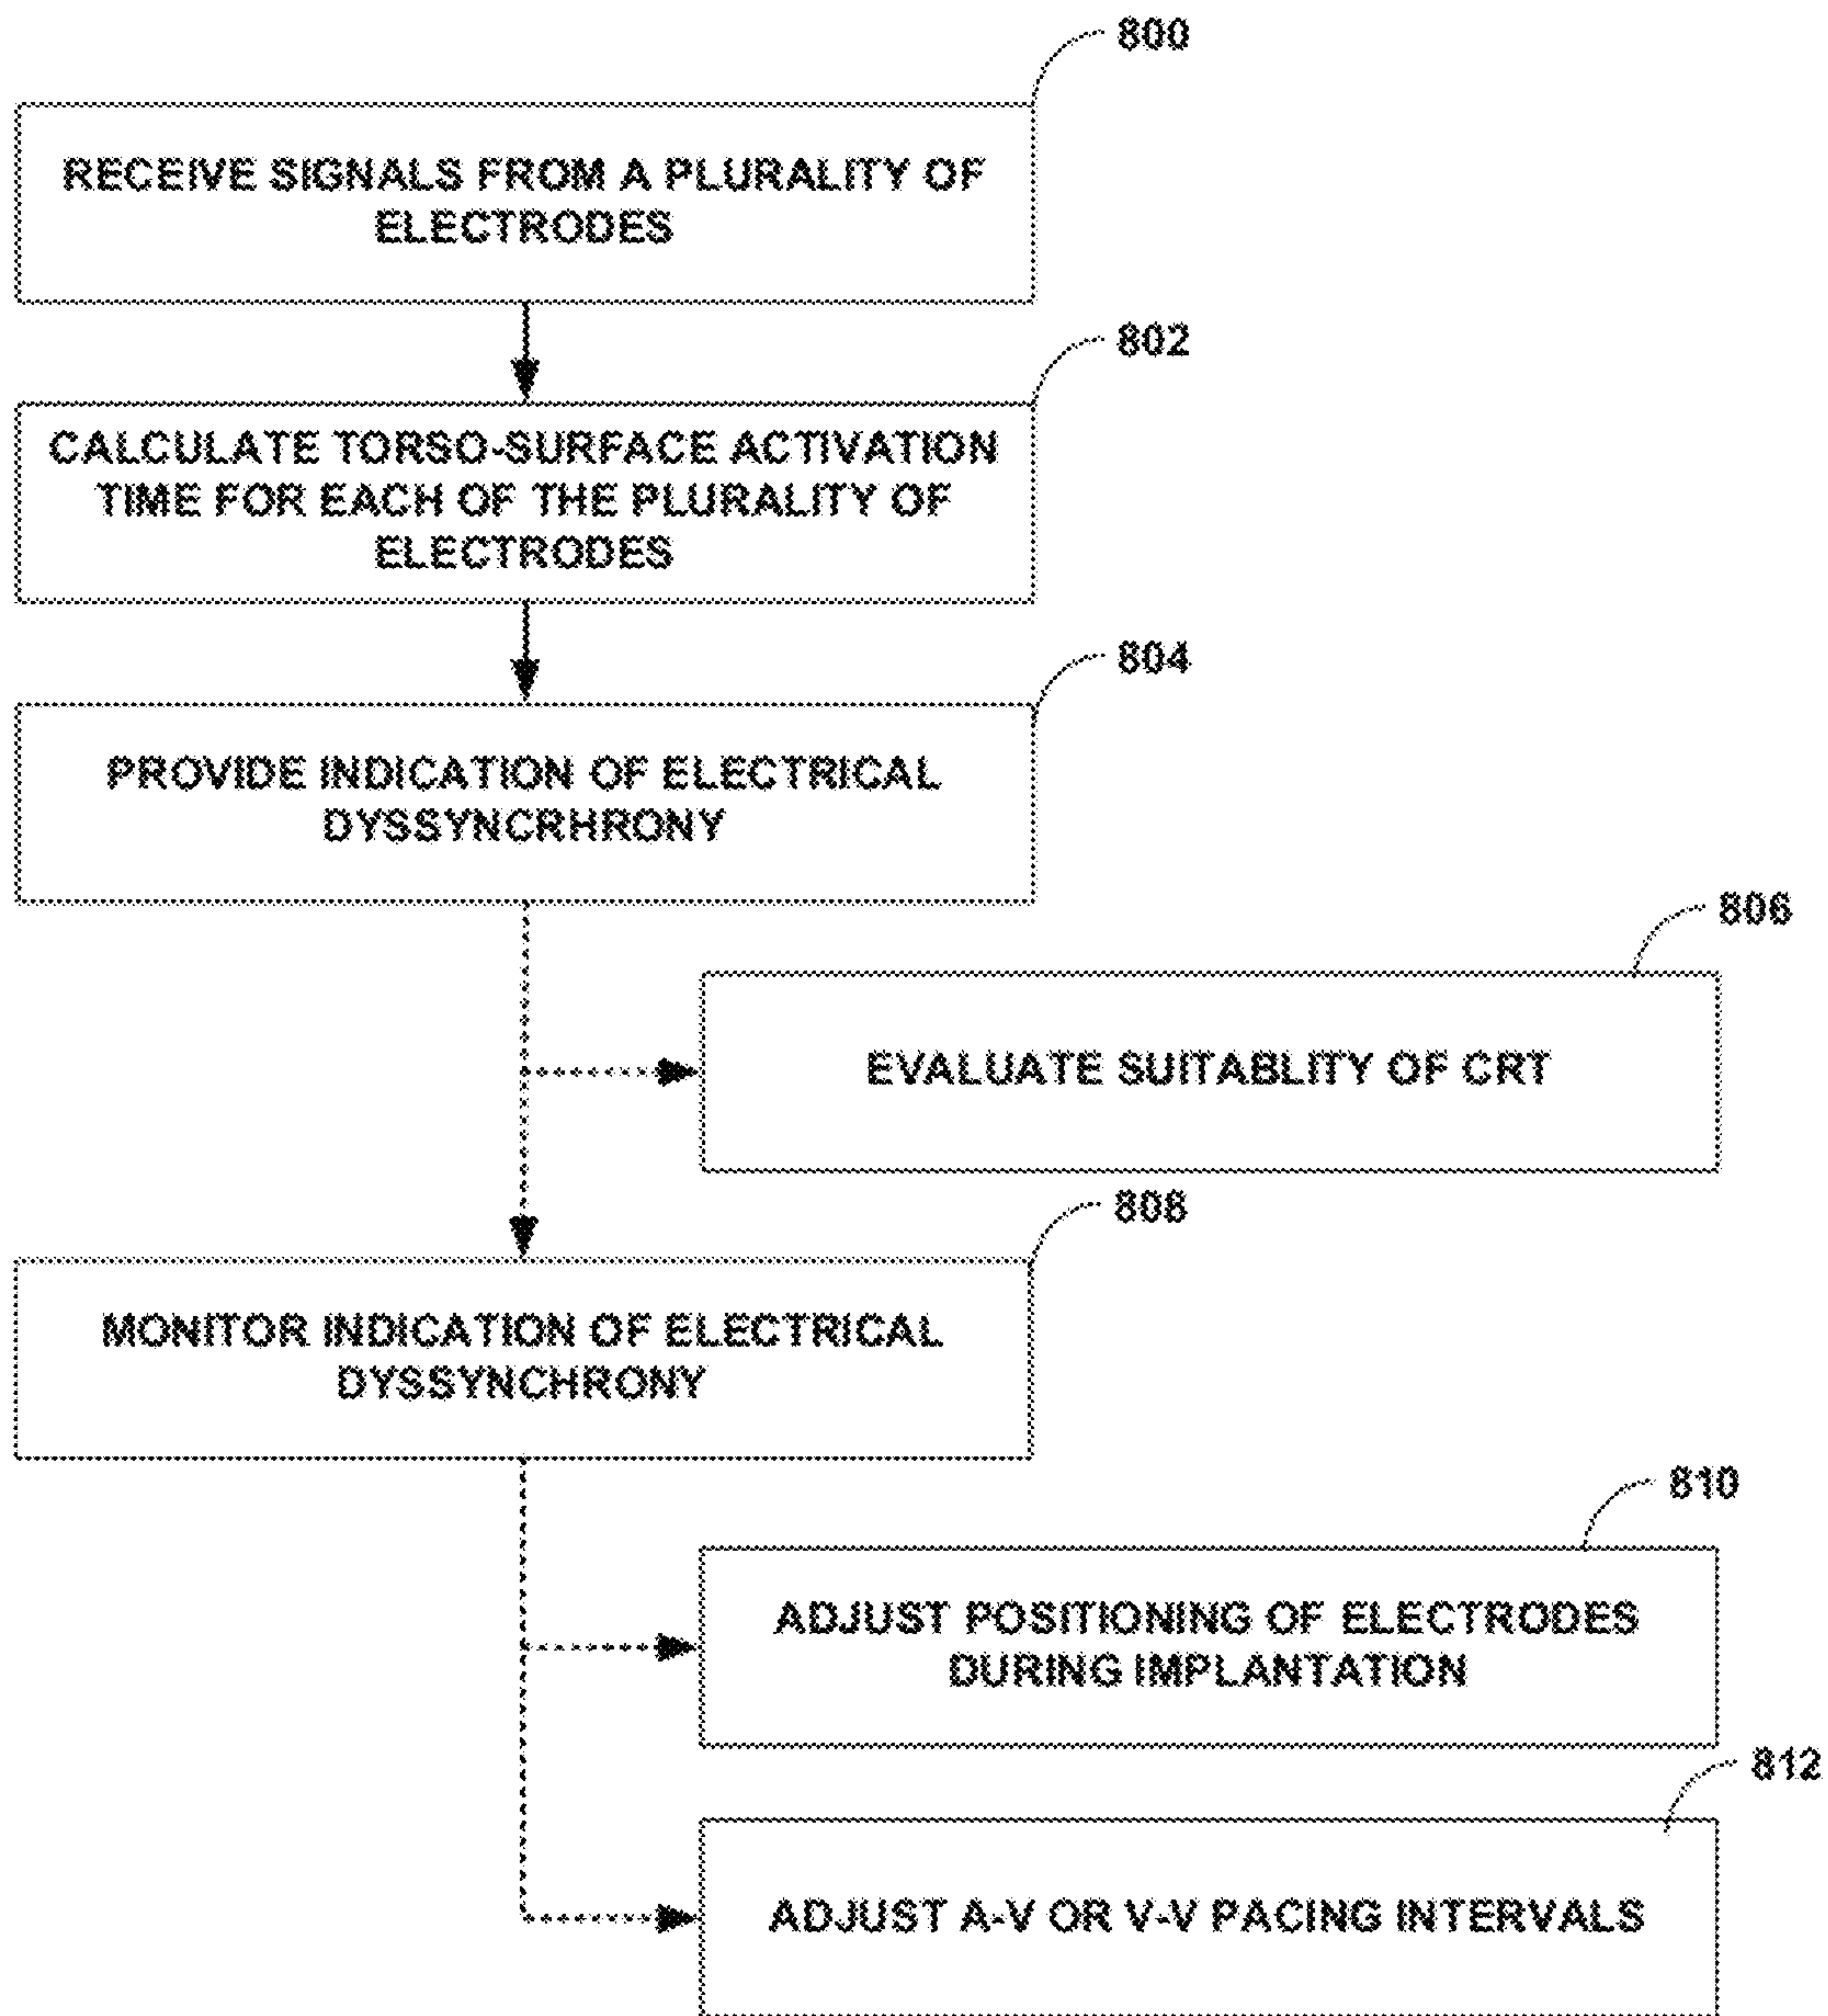 800
RECEIVE SIGNALS FROM A PLURALITY OF
ELECTRODES
802
CALCULATE TORSO-SURFACE ACTIVATION
TIME FOR EACH OF THE PLURALITY OF
ELECTRODES
804
PROVIDE INDICATION OF ELECTRICAL
DYSSYNCRHRONY
806
EVALUATE SUITABLITY OF CRT
808
MONITOR INDICATION OF ELECTRICAL
DYSSYNCHRONY
810
ADJUST POSITIONING OF ELECTRODES
DURING IMPLANTATION
812
ADJUST A-V OR V-V PACING INTERVALS